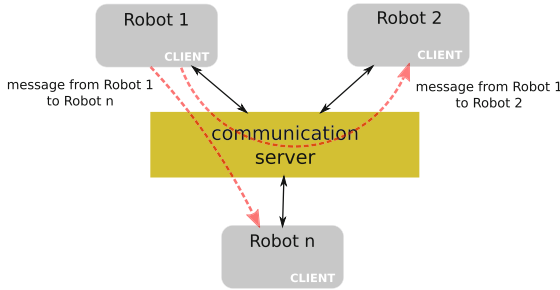 Robot 1
CLIENT
Robot 2
CLIENT
message from Robot 1
to Robot n
message from Robot 1
to Robot 2
communication
server
Robot n
CLIENT